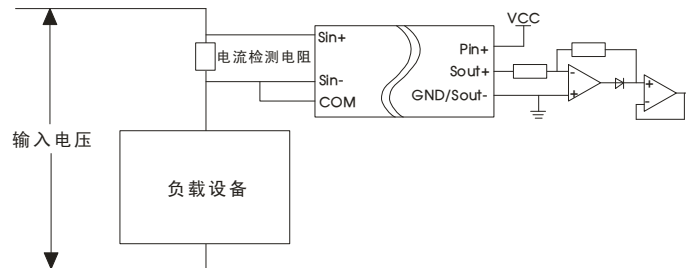 VCC
Sin+
Pin+
电流检测电阻
Sout+
Sin-
COM
GND/Sout-
输入电压
负载设备
-
+
+
-